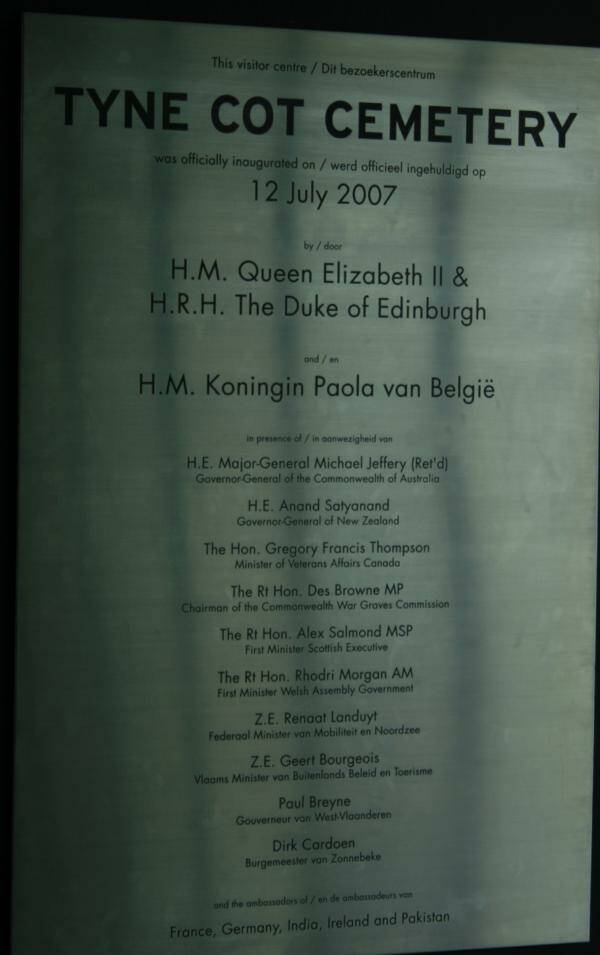 This visitor centre / Dit bezoekerscentrum
TYNE COT CEMETERY
was officially inaugurated on / werd officieel ingehuldigd op
12 July 2007
by / door
H.M. Queen Elizabeth II &
H.R.H. The Duke of Edinburgh
and / en
H.M. Koningin Paola van België
in presence of / in aanwezigheid van
H.E. Major-General Michael Jeffery (Ret'd)
Governor-General of the Commonwealth of Australia
H.E. Anand Satyanand
Governor-General of New Zealand
The Hon. Gregory Francis Thompson
Minister of Veterans Affairs Canada
The Rt Hon. Des Browne MP
Chairman of the Commonwealth War Graves Commission
The Rt Hon. Alex Salmond MSP
First Minister Scottish Executive
The Rt Hon. Rhodri Morgan AM
First Minister Welsh Assembly Government
Z.E. Renaat Landuyt
Federaal Minister van Mobiliteit en Noordzee
Z.E. Geert Bourgeois
Vlaams Minister van Buitenlands Beleid en Toerisme
Paul Breyne
Gouverneur van West-Vlaanderen
Dirk Cardoen
Burgemeester van Zonnebeke
and the ambassadors of / en de ambassadeurs van
France, Germany, India, Ireland and Pakistan